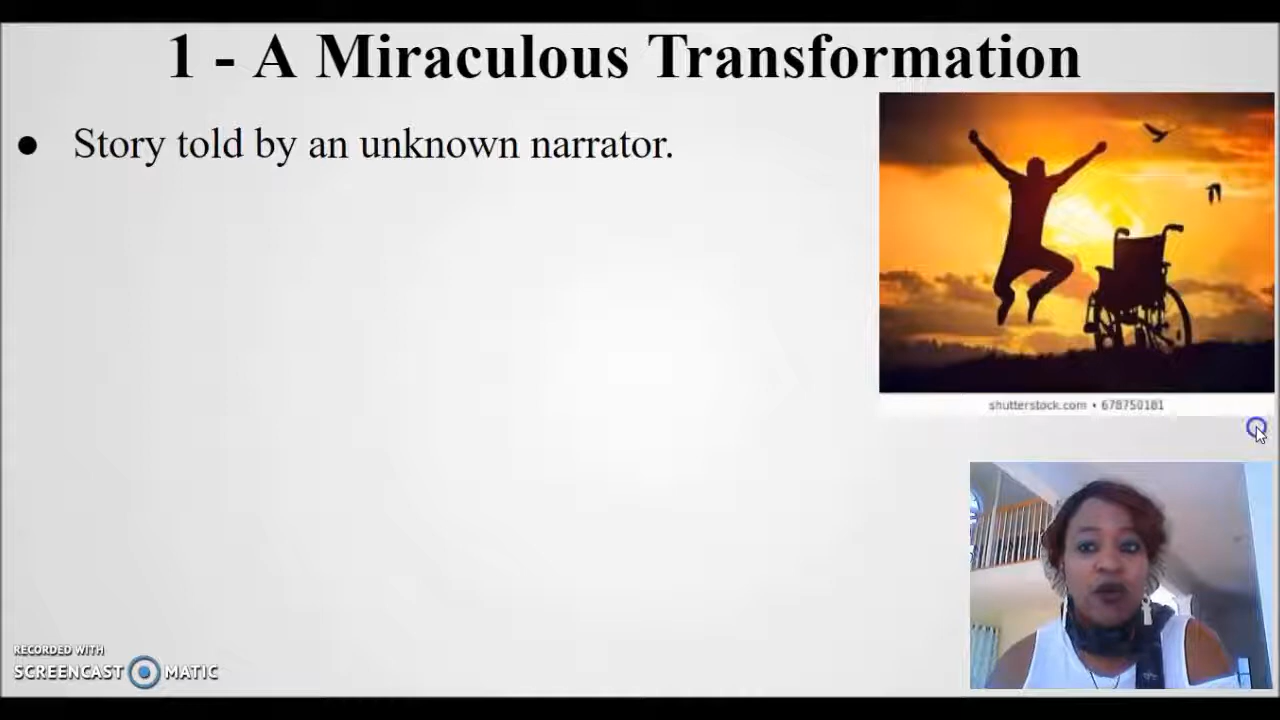 1 - A Miraculous Transformation
● Story told by an unknown narrator.
shutterstock.com • 678750181
RECORDED WITH
SCREENCAST MATIC